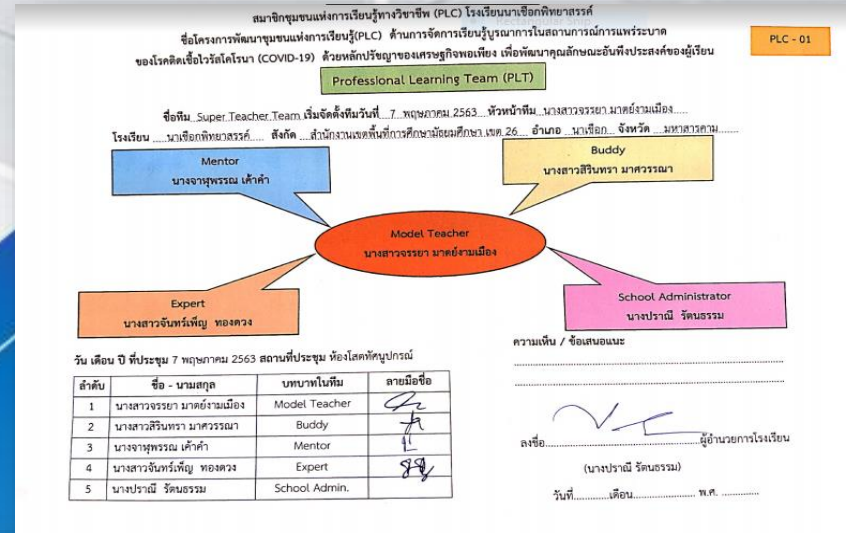 สมาชิกชุมชนแห่งการเรียนรู้ทางวิชาชีพ (PLC) โรงเรียนนาเชือกพิทยาสรรค์
Rectangular Snip
ชื่อโครงการพัฒนาชุมชนแห่งการเรียนรู้(PLC) ด้านการจัดการเรียนรู้บูรณาการในสถานการณ์การแพร่ระบาด
PLC - 01
ของโรคติดเชื้อไวรัสโคโรนา (COVID-19) ด้วยหลักปรัชญาของเศรษฐกิจพอเพียง เพื่อพัฒนาคุณลักษณะอันพึงประสงค์ของผู้เรียน
Professional Learning Team (PLT)
ชื่อทีม Super Teacher Team เริ่มจัดตั้งทีมวันที่ 7 พฤษภาคม 2563 หัวหน้าทีม นางสาวจรรยา มาตย์งามเมือง
โรงเรียน นาเชือกพิทยาสรรค์ สังกัด สำนักงานเขตพื้นที่การศึกษามัธยมศึกษา เขต 26 อำเภอ นาเชือก จังหวัด มหาสารคาม
Mentor
นางจาฬุพรรณ เค้าคำ
Buddy
นางสาวสิรินทรา มาศวรรณา
Model Teacher
นางสาวจรรยา มาตย์งามเมือง
Expert
นางสาวจันทร์เพ็ญ ทองดวง
School Administrator
นางปราณี รัตนธรรม
วัน เดือน ปี ที่ประชุม 7 พฤษภาคม 2563 สถานที่ประชุม ห้องโสตทัศนูปกรณ์
ลำดับ ชื่อ - นามสกุล บทบาทในทีม ลายมือชื่อ
1 นางสาวจรรยา มาตย์งามเมือง Model Teacher
2 นางสาวสิรินทรา มาศวรรณา Buddy
3 นางจาฬุพรรณ เค้าคำ Mentor
4 นางสาวจันทร์เพ็ญ ทองดวง Expert
5 นางปราณี รัตนธรรม School Admin.
ความเห็น / ข้อเสนอแนะ
ลงชื่อ ผู้อำนวยการโรงเรียน
(นางปราณี รัตนธรรม)
วันที่ เดือน พ.ศ.